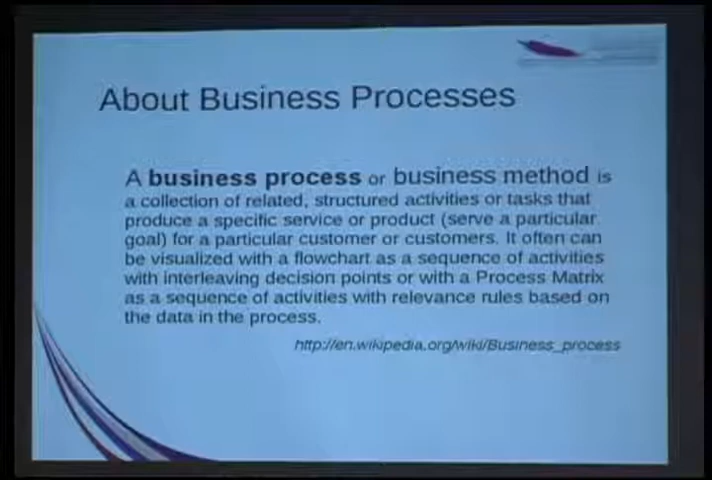 About Business Processes
A business process or business method is
a collection of related, structured activities or tasks that
produce a specific service or product (serve a particular
goal) for a particular customer or customers. It often can
be visualized with a flowchart as a sequence of activities
with interleaving decision points or with a Process Matrix
as a sequence of activities with relevance rules based on
the data in the process.
http://en.wikipedia.org/wiki/Business_process